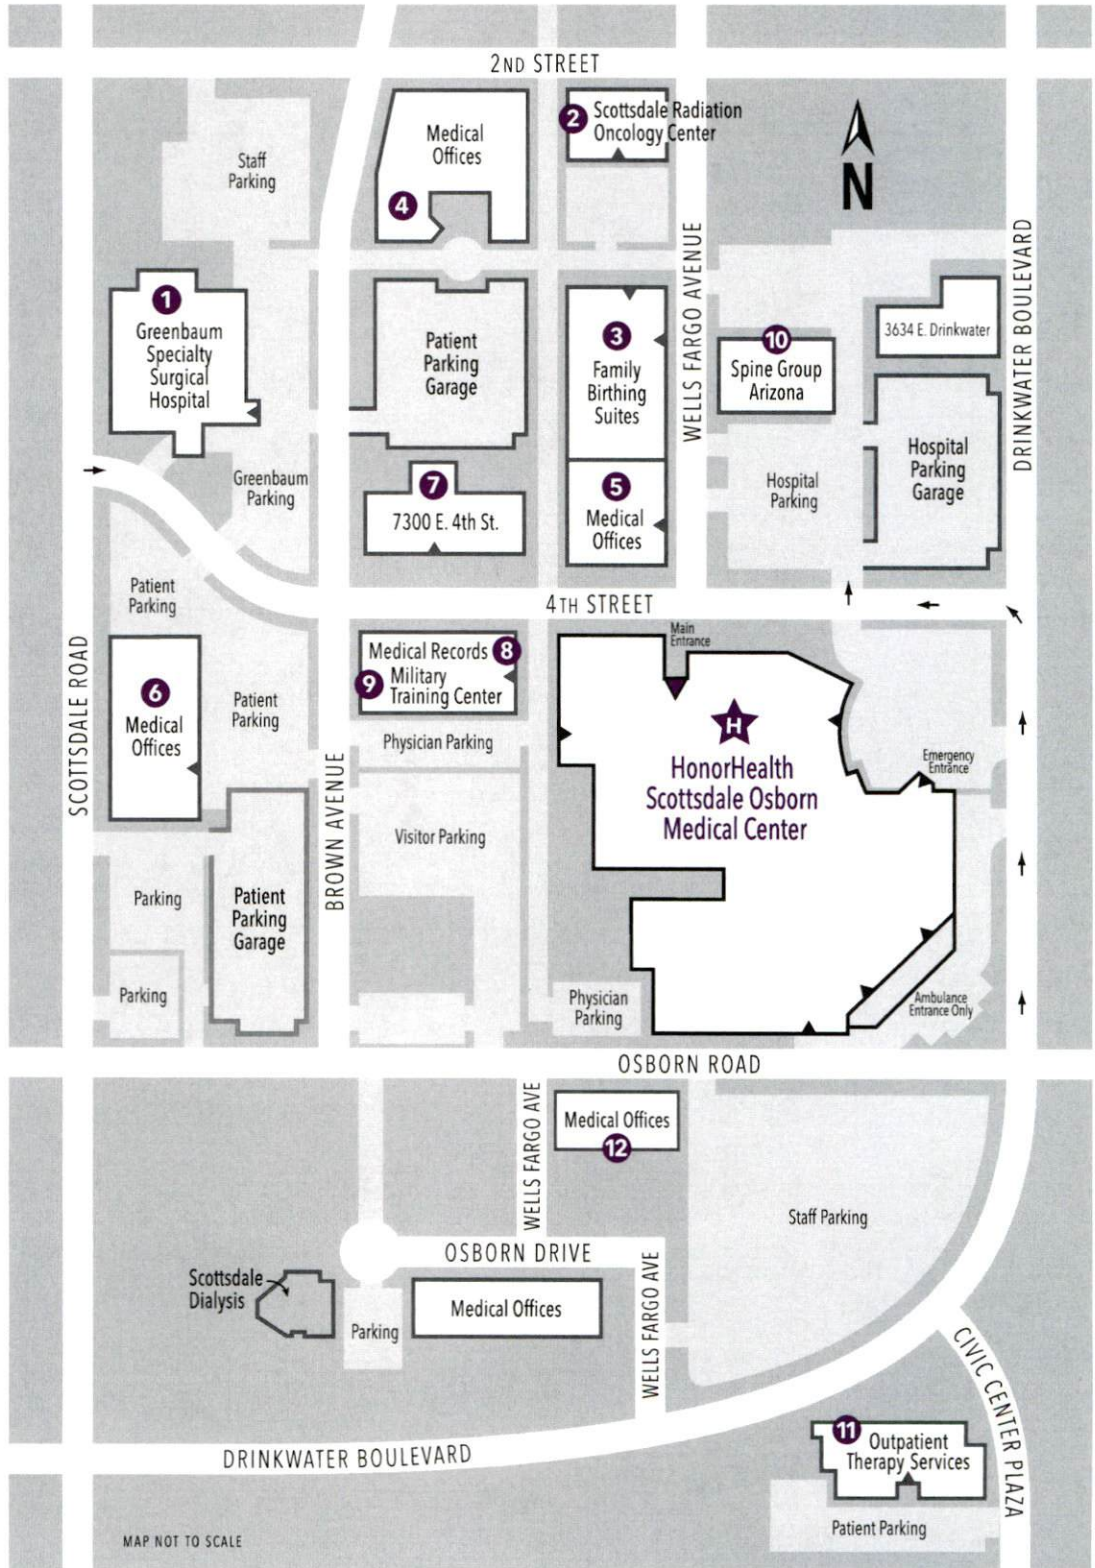 2ND STREET
Staff
Parking
Medical
Offices
4
2
Scottsdale Radiation
Oncology Center
N
WELLS FARGO AVENUE
DRINKWATER BOULEVARD
1
Greenbaum
Specialty
Surgical
Hospital
Patient
Parking
Garage
3
Family
Birthing
Suites
10
Spine Group
Arizona
3634 E. Drinkwater
Greenbaum
Parking
7
7300 E. 4th St.
5
Medical
Offices
Hospital
Parking
Hospital
Parking
Garage
4TH STREET
SCOTTSDALE ROAD
Patient
Parking
6
Medical
Offices
Patient
Parking
BROWN AVENUE
Medical Records 8
9 Military
Training Center
Physician Parking
Visitor Parking
Main
Entrance
H
HonorHealth
Scottsdale Osborn
Medical Center
Emergency
Entrance
Parking
Patient
Parking
Garage
Parking
Physician
Parking
Ambulance
Entrance Only
OSBORN ROAD
WELLS FARGO AVE
Medical Offices
12
Staff Parking
OSBORN DRIVE
Scottsdale
Dialysis
Parking
Medical Offices
WELLS FARGO AVE
CIVIC CENTER PLAZA
DRINKWATER BOULEVARD
11
Outpatient
Therapy Services
Patient Parking
MAP NOT TO SCALE